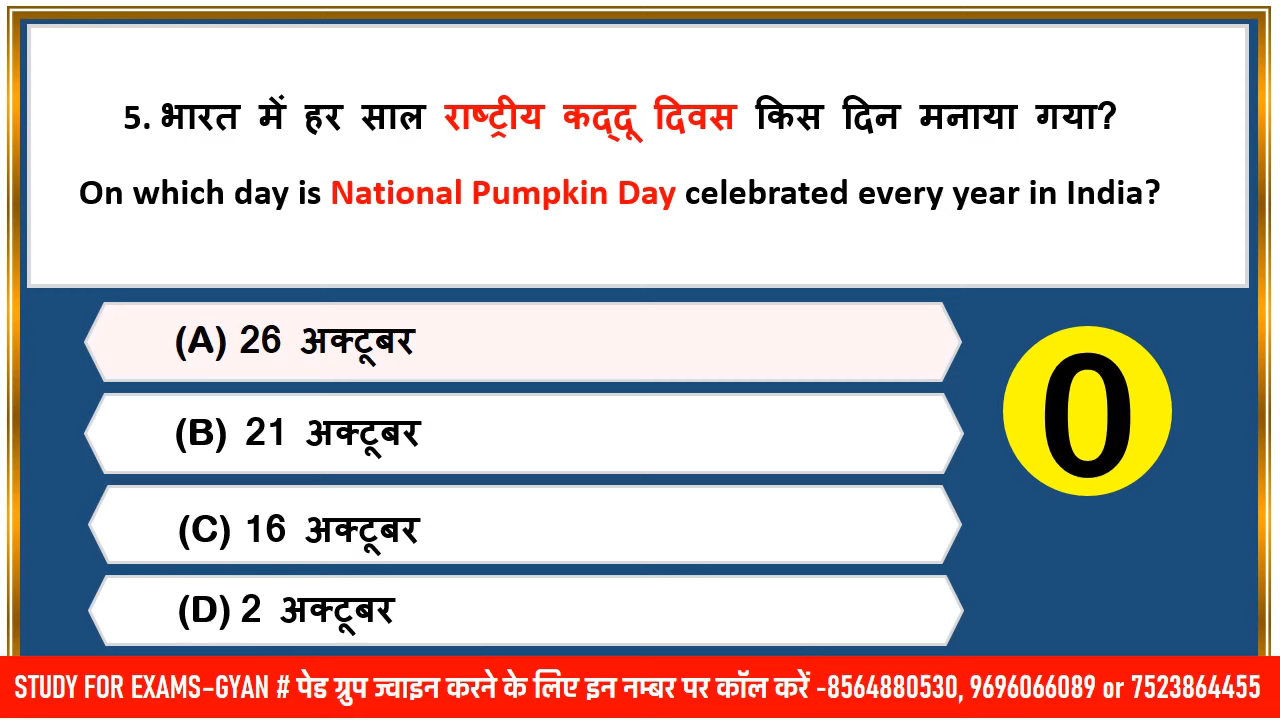 5. भारत में हर साल राष्ट्रीय कद्दू दिवस किस दिन मनाया गया?
On which day is National Pumpkin Day celebrated every year in India?
(A) 26 अक्टूबर
(B) 21 अक्टूबर
(C) 16 अक्टूबर
(D) 2 अक्टूबर
0
STUDY FOR EXAMS-GYAN # पेड ग्रुप ज्वाइन करने के लिए इन नम्बर पर कॉल करें -8564880530, 9696066089 or 7523864455